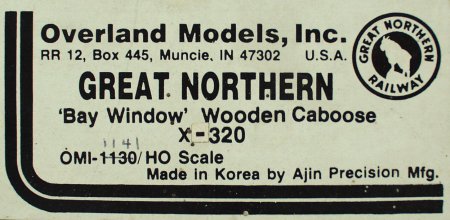 Overland Models, Inc.
RR 12, Box 445, Muncie, IN 47302 U.S.A.
GREAT NORTHERN RAILWAY
GREAT NORTHERN
'Bay Window' Wooden Caboose
X-320
1141
OMI-1130/HO Scale
Made in Korea by Ajin Precision Mfg.